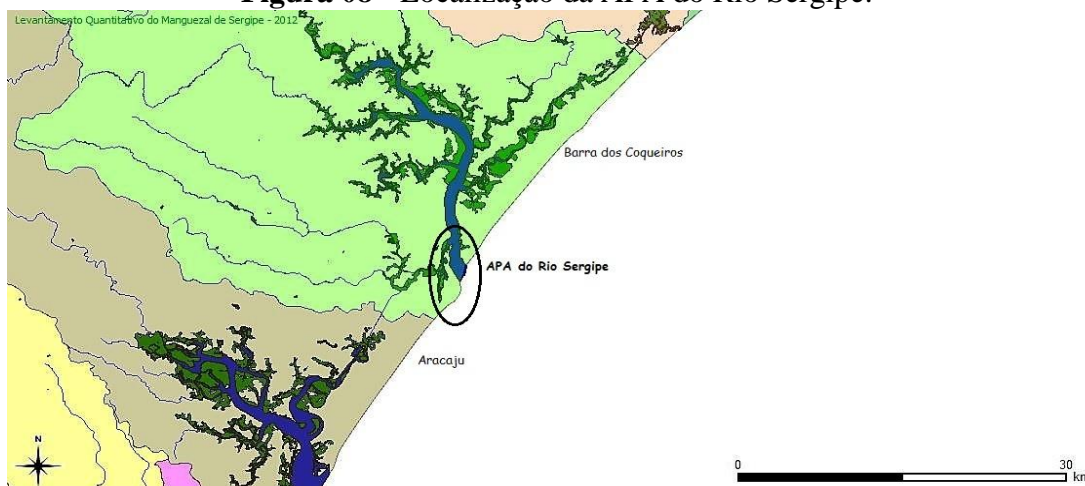 Figura 08 - Localização da APA do Rio Sergipe.
Levantamento Quantitativo do Manguezal de Sergipe - 2012
Barra dos Coqueiros
APA do Rio Sergipe
Aracaju
N
0 30
km